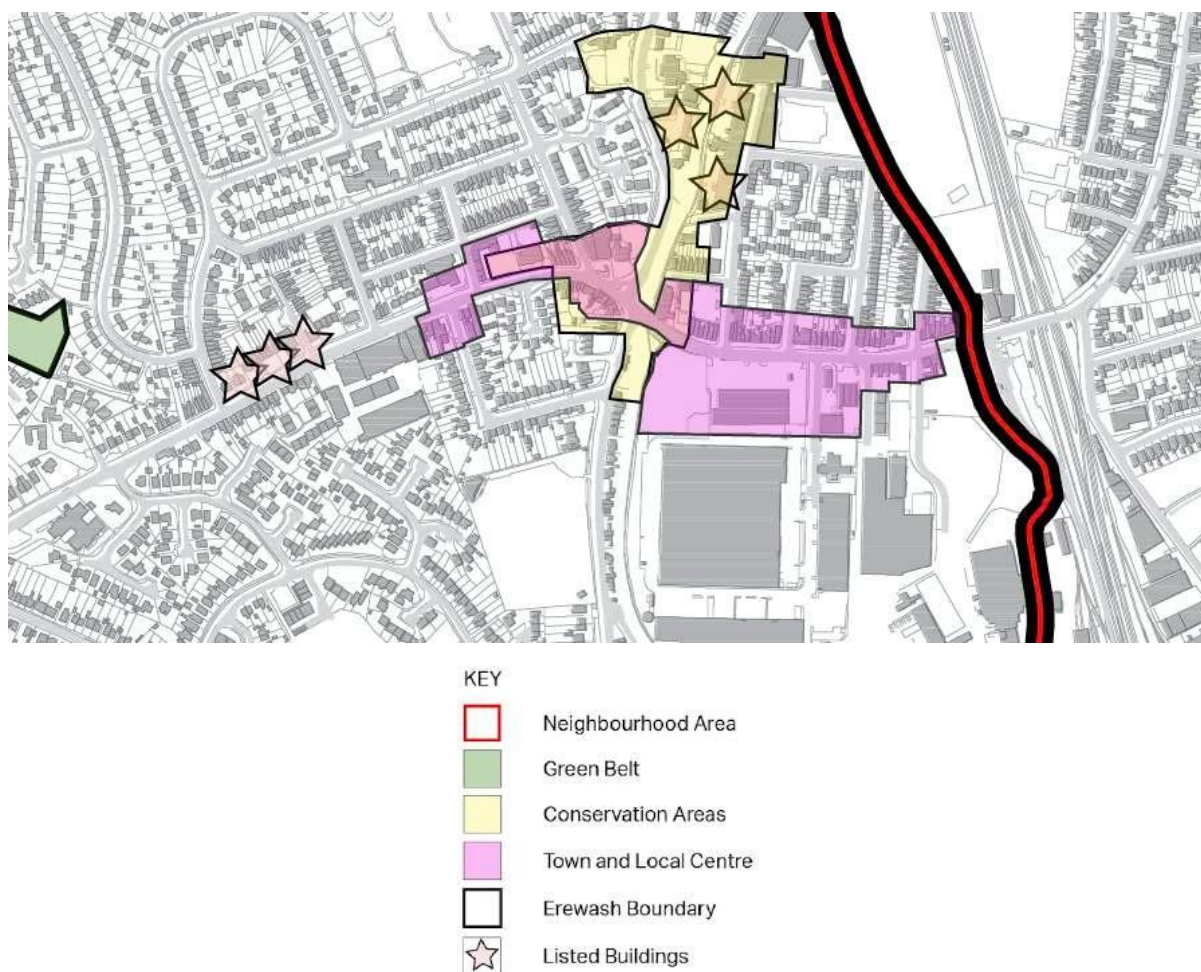 KEY
Neighbourhood Area
Green Belt
Conservation Areas
Town and Local Centre
Erewash Boundary
Listed Buildings